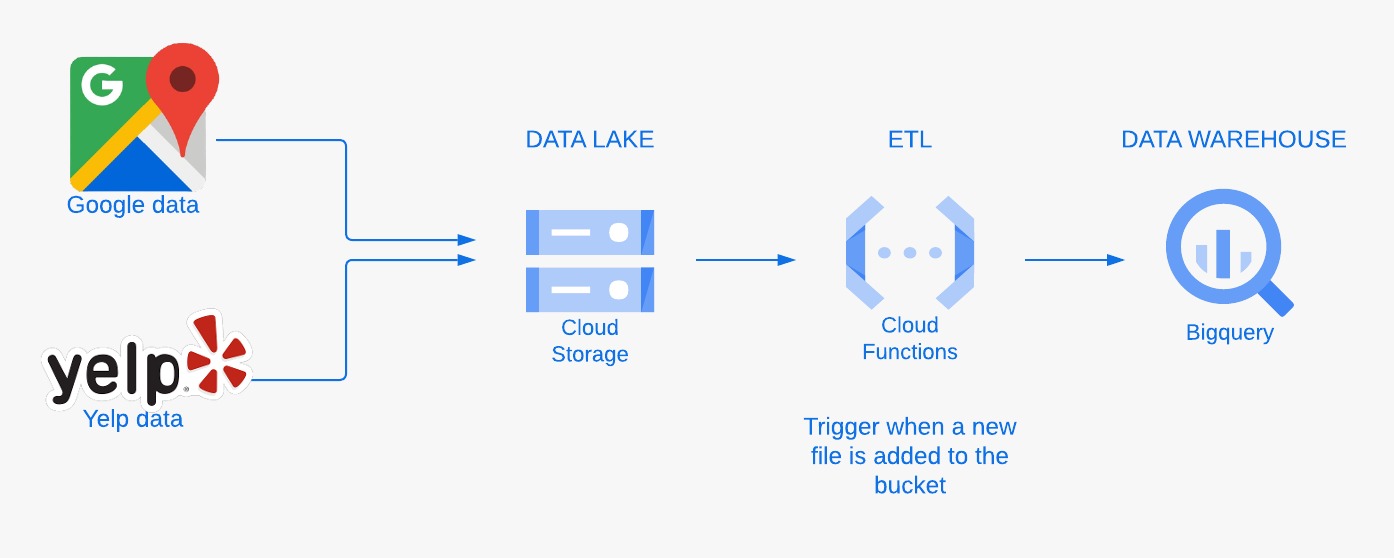 G
Google data
yelp
®
Yelp data
DATA LAKE
Cloud
Storage
ETL
Cloud
Functions
Trigger when a new
file is added to the
bucket
DATA WAREHOUSE
Bigquery